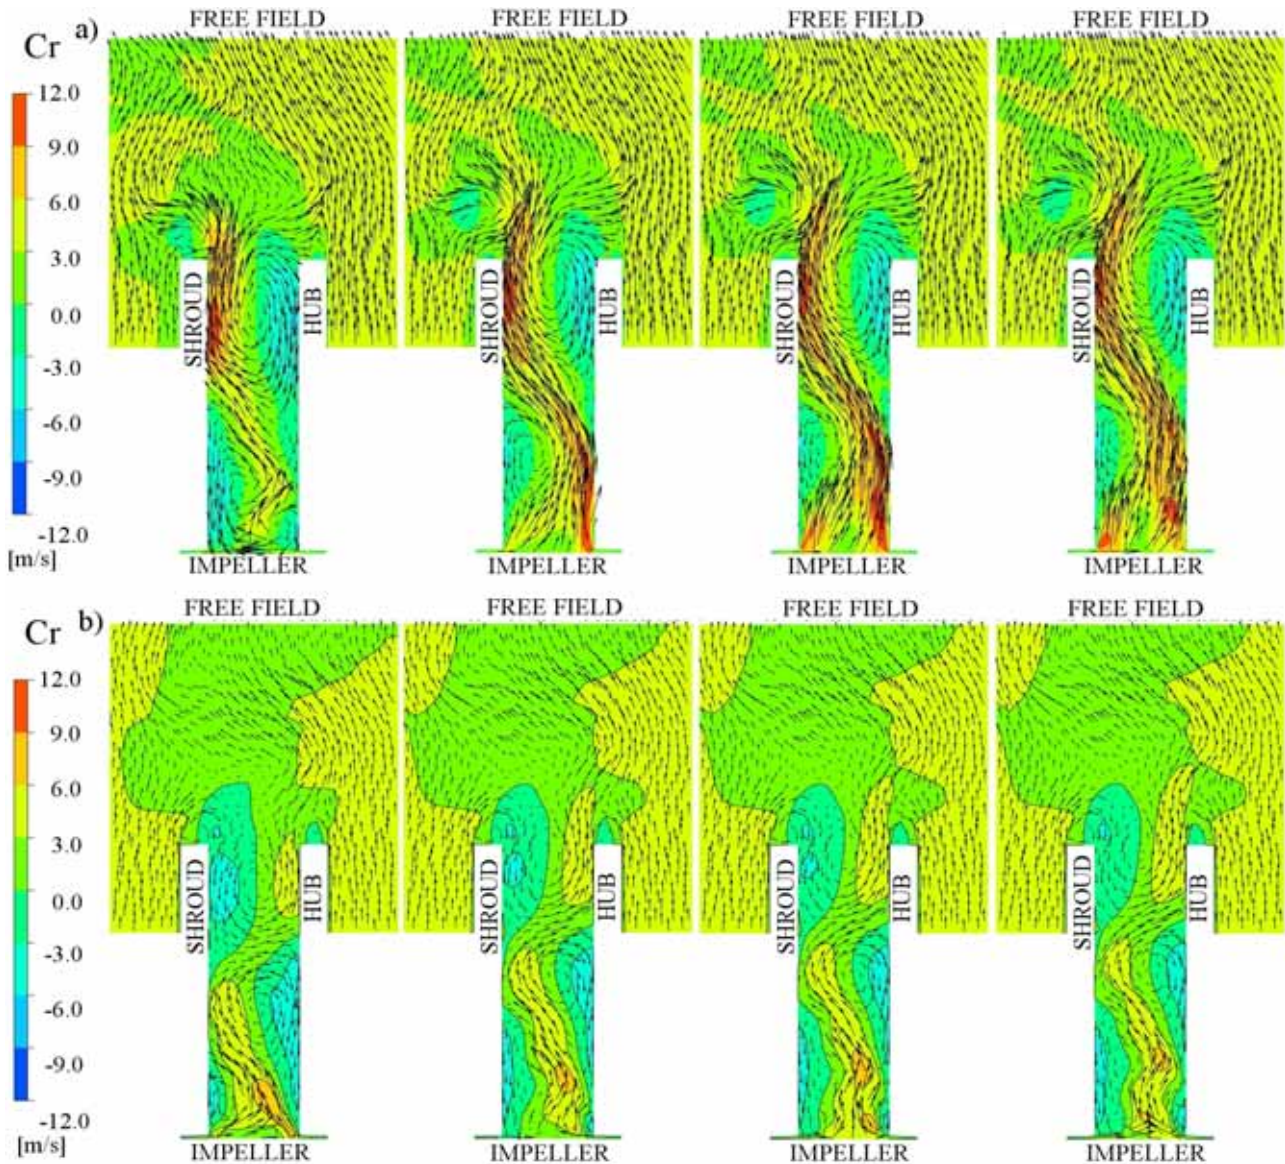 a)
FREE FIELD FREE FIELD FREE FIELD FREE FIELD
Cr
12.0
9.0
6.0
3.0
0.0
-3.0
-6.0
-9.0
-12.0
[m/s]
SHROUD HUB SHROUD HUB SHROUD HUB SHROUD HUB
IMPELLER IMPELLER IMPELLER IMPELLER
b)
FREE FIELD FREE FIELD FREE FIELD FREE FIELD
Cr
12.0
9.0
6.0
3.0
0.0
-3.0
-6.0
-9.0
-12.0
[m/s]
SHROUD HUB SHROUD HUB SHROUD HUB SHROUD HUB
IMPELLER IMPELLER IMPELLER IMPELLER